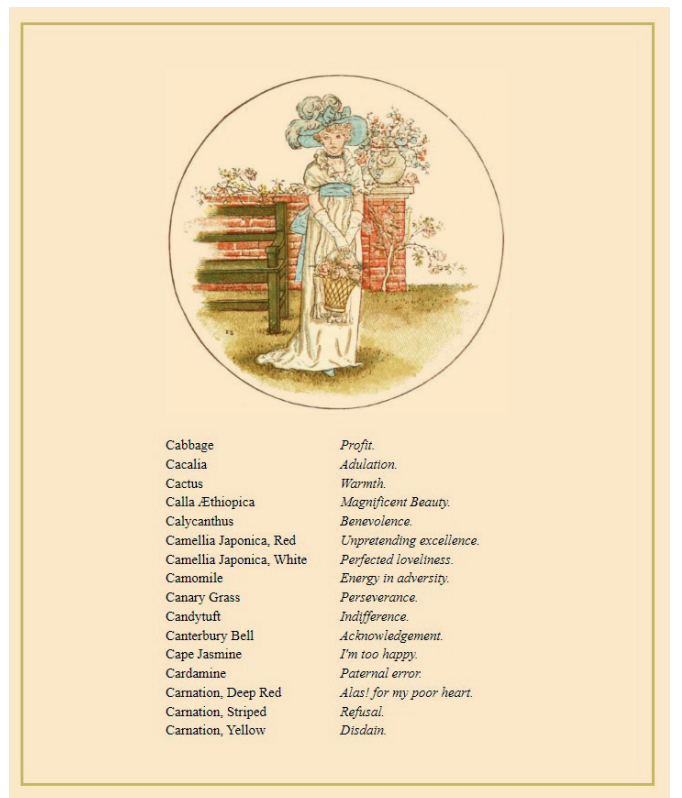 Cabbage Profit.
Cacalia Adulation.
Cactus Warmth.
Calla Æthiopica Magnificent Beauty.
Calycanthus Benevolence.
Camellia Japonica, Red Unpretending excellence.
Camellia Japonica, White Perfected loveliness.
Camomile Energy in adversity.
Canary Grass Perseverance.
Candytuft Indifference.
Canterbury Bell Acknowledgement.
Cape Jasmine I'm too happy.
Cardamine Paternal error.
Carnation, Deep Red Alas! for my poor heart.
Carnation, Striped Refusal.
Carnation, Yellow Disdain.